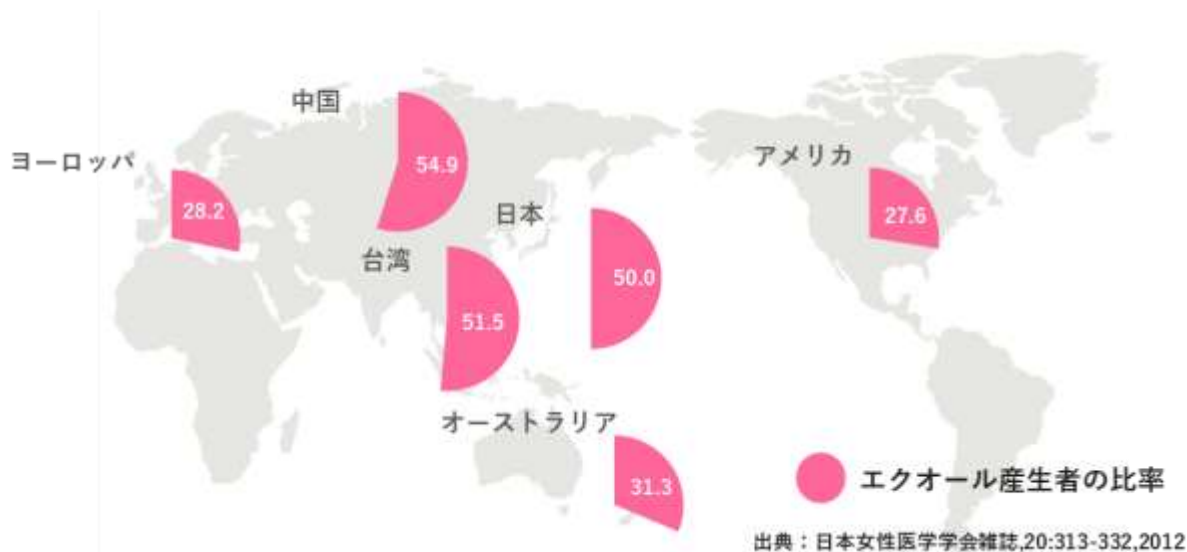 中国
54.9
ヨーロッパ
28.2
アメリカ
27.6
日本
50.0
台湾
51.5
オーストラリア
31.3
エクオール産生者の比率
出典：日本女性医学学会雑誌,20:313-332,2012